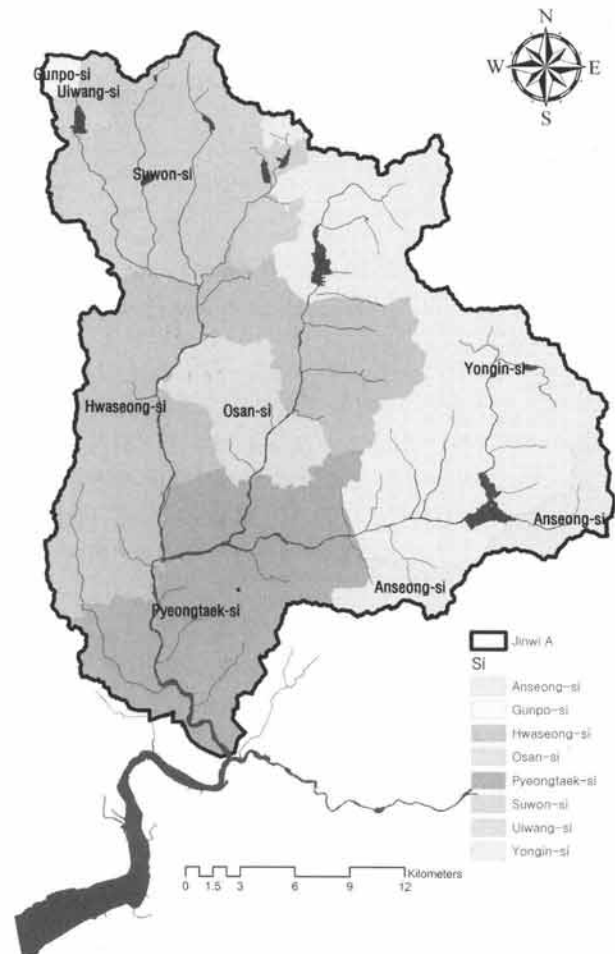 N
W E
S
Gunpo-si
Uiwang-si
Suwon-si
Yongin-si
Hwaseong-si
Osan-si
Anseong-si
Anseong-si
Pyeongtaek-si
Jinwi A
Si
Anseong-si
Gunpo-si
Hwaseong-si
Osan-si
Pyeongtaek-si
Suwon-si
Uiwang-si
Yongin-si
Kilometers
0 1.5 3 6 9 12